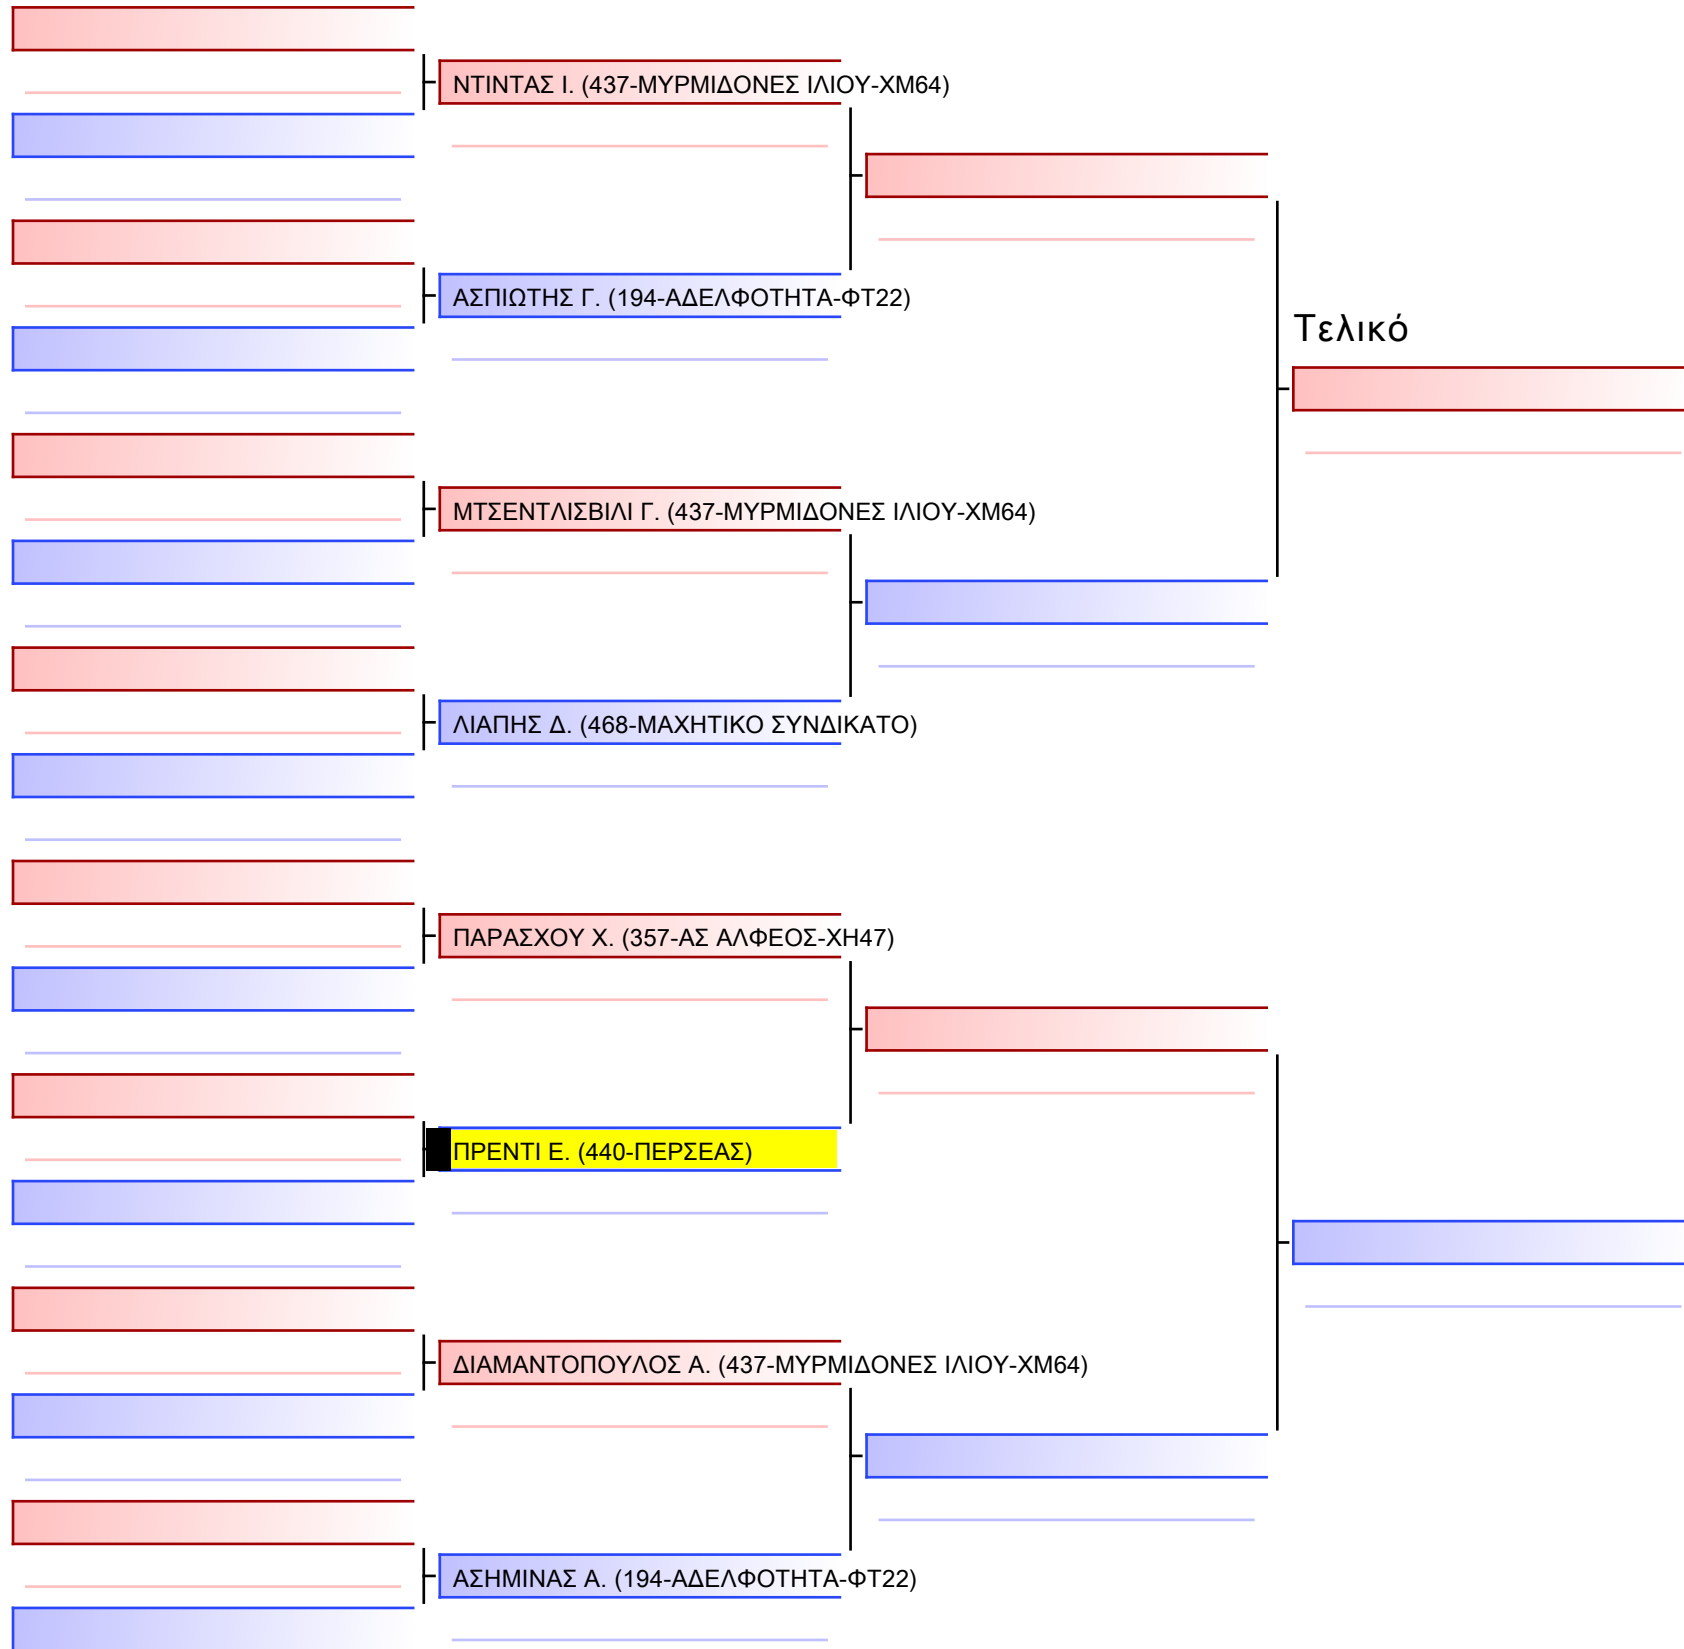 ΝΤΙΝΤΑΣ Ι. (437-ΜΥΡΜΙΔΟΝΕΣ ΙΛΙΟΥ-ΧΜ64)
ΑΣΠΙΩΤΗΣ Γ. (194-ΑΔΕΛΦΟΤΗΤΑ-ΦΤ22)
Τελικό
ΜΤΣΕΝΤΛΙΣΒΙΛΙ Γ. (437-ΜΥΡΜΙΔΟΝΕΣ ΙΛΙΟΥ-ΧΜ64)
ΛΙΑΠΗΣ Δ. (468-ΜΑΧΗΤΙΚΟ ΣΥΝΔΙΚΑΤΟ)
ΠΑΡΑΣΧΟΥ Χ. (357-ΑΣ ΑΛΦΕΟΣ-ΧΗ47)
ΠΡΕΝΤΙ Ε. (440-ΠΕΡΣΕΑΣ)
ΔΙΑΜΑΝΤΟΠΟΥΛΟΣ Α. (437-ΜΥΡΜΙΔΟΝΕΣ ΙΛΙΟΥ-ΧΜ64)
ΑΣΗΜΙΝΑΣ Α. (194-ΑΔΕΛΦΟΤΗΤΑ-ΦΤ22)